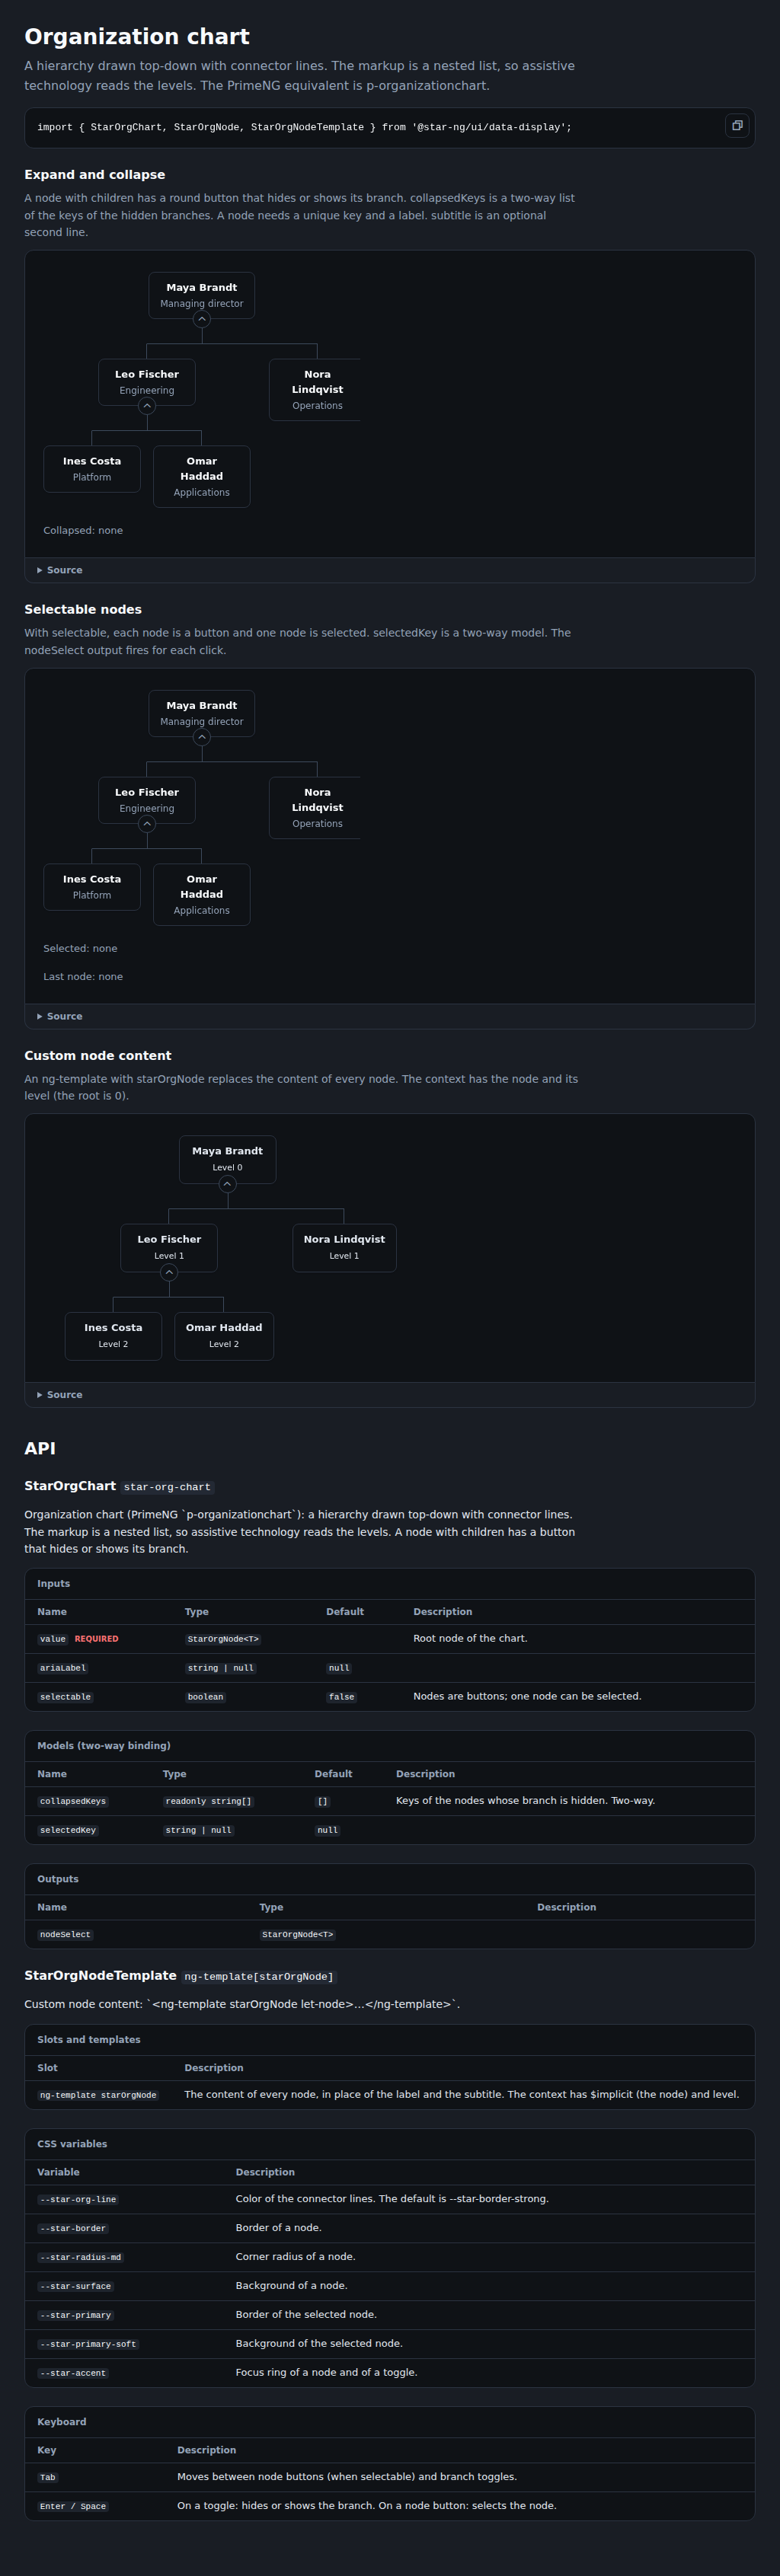 Organization chart
A hierarchy drawn top-down with connector lines. The markup is a nested list, so assistive
technology reads the levels. The PrimeNG equivalent is p-organizationchart.
import { StarOrgChart, StarOrgNode, StarOrgNodeTemplate } from '@star-ng/ui/data-display';
Expand and collapse
A node with children has a round button that hides or shows its branch. collapsedKeys is a two-way list
of the keys of the hidden branches. A node needs a unique key and a label. subtitle is an optional
second line.
Maya Brandt
Managing director
Leo Fischer
Engineering
Nora
Lindqvist
Operations
Ines Costa
Platform
Omar
Haddad
Applications
Collapsed: none
Source
Selectable nodes
With selectable, each node is a button and one node is selected. selectedKey is a two-way model. The
nodeSelect output fires for each click.
Maya Brandt
Managing director
Leo Fischer
Engineering
Nora
Lindqvist
Operations
Ines Costa
Platform
Omar
Haddad
Applications
Selected: none
Last node: none
Source
Custom node content
An ng-template with starOrgNode replaces the content of every node. The context has the node and its
level (the root is 0).
Maya Brandt
Level 0
Leo Fischer
Level 1
Nora Lindqvist
Level 1
Ines Costa
Level 2
Omar Haddad
Level 2
Source
API
StarOrgChart star-org-chart
Organization chart (PrimeNG `p-organizationchart`): a hierarchy drawn top-down with connector lines.
The markup is a nested list, so assistive technology reads the levels. A node with children has a button
that hides or shows its branch.
Inputs
Name Type Default Description
value REQUIRED StarOrgNode<T> Root node of the chart.
ariaLabel string | null null
selectable boolean false Nodes are buttons; one node can be selected.
Models (two-way binding)
Name Type Default Description
collapsedKeys readonly string[] [] Keys of the nodes whose branch is hidden. Two-way.
selectedKey string | null null
Outputs
Name Type Description
nodeSelect StarOrgNode<T>
StarOrgNodeTemplate ng-template[starOrgNode]
Custom node content: `<ng-template starOrgNode let-node>…</ng-template>`.
Slots and templates
Slot Description
ng-template starOrgNode The content of every node, in place of the label and the subtitle. The context has $implicit (the node) and level.
CSS variables
Variable Description
--star-org-line Color of the connector lines. The default is --star-border-strong.
--star-border Border of a node.
--star-radius-md Corner radius of a node.
--star-surface Background of a node.
--star-primary Border of the selected node.
--star-primary-soft Background of the selected node.
--star-accent Focus ring of a node and of a toggle.
Keyboard
Key Description
Tab Moves between node buttons (when selectable) and branch toggles.
Enter / Space On a toggle: hides or shows the branch. On a node button: selects the node.